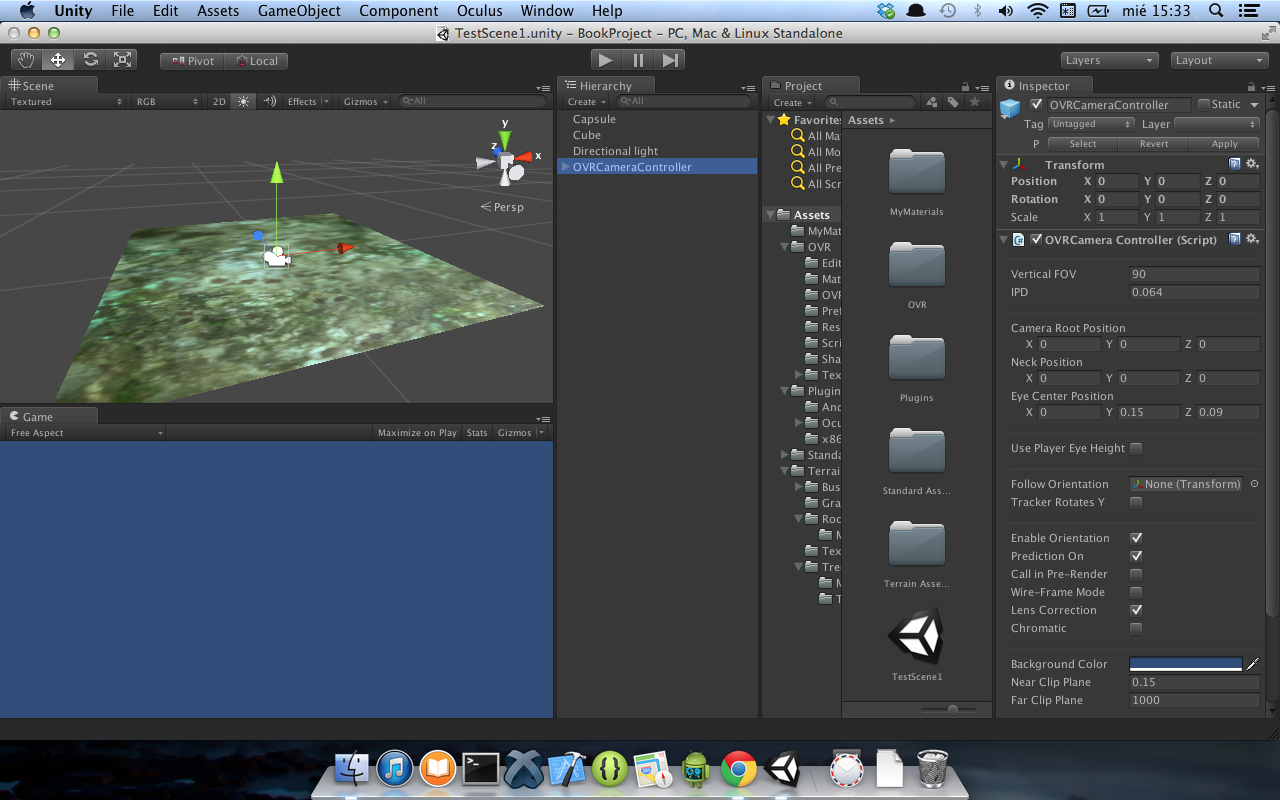 Unity File Edit Assets GameObject Component Oculus Window Help mié 15:33
TestScene1.unity - BookProject - PC, Mac & Linux Standalone
Pivot Local Layers Layout
Scene
Textured RGB 2D Effects Gizmos All
y
z
x
Persp
Game
Free Aspect Maximize on Play Stats Gizmos
Hierarchy
Create All
Capsule
Cube
Directional light
OVRCameraController
Project
Create
Favorites
All Ma
All Mo
All Pre
All Scr
Assets
MyMat
OVR
Edit
Mat
OVR
Pref
Res
Scri
Sha
Tex
Plugin
And
Ocu
x86
Standa
Terrai
Bus
Gra
Roc
M
Tex
Tre
M
T
Assets
MyMaterials
OVR
Plugins
Standard Ass...
Terrain Asse...
TestScene1
Inspector
OVRCameraController Static
Tag Untagged Layer
P Select Revert Apply
Transform
Position X 0 Y 0 Z 0
Rotation X 0 Y 0 Z 0
Scale X 1 Y 1 Z 1
OVRCamera Controller (Script)
Vertical FOV 90
IPD 0.064
Camera Root Position
X 0 Y 0 Z 0
Neck Position
X 0 Y 0 Z 0
Eye Center Position
X 0 Y 0.15 Z 0.09
Use Player Eye Height
Follow Orientation None (Transform)
Tracker Rotates Y
Enable Orientation
Prediction On
Call in Pre-Render
Wire-Frame Mode
Lens Correction
Chromatic
Background Color
Near Clip Plane 0.15
Far Clip Plane 1000